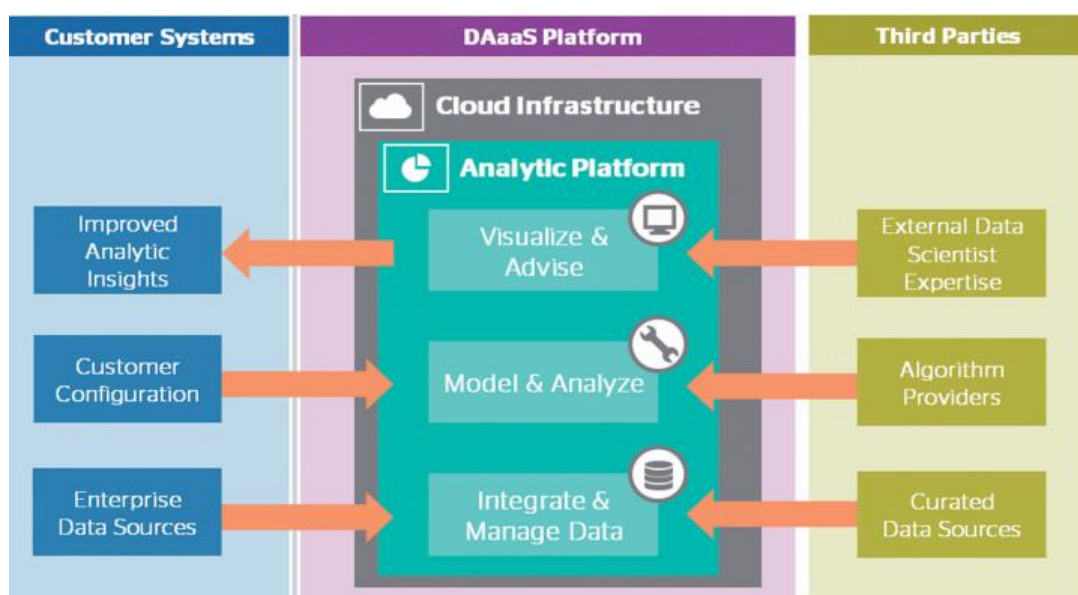 Customer Systems
DAaaS Platform
Third Parties
Cloud Infrastructure
Analytic Platform
Improved
Analytic
Insights
Visualize &
Advise
External Data
Scientist
Expertise
Customer
Configuration
Model & Analyze
Algorithm
Providers
Enterprise
Data Sources
Integrate &
Manage Data
Curated
Data Sources